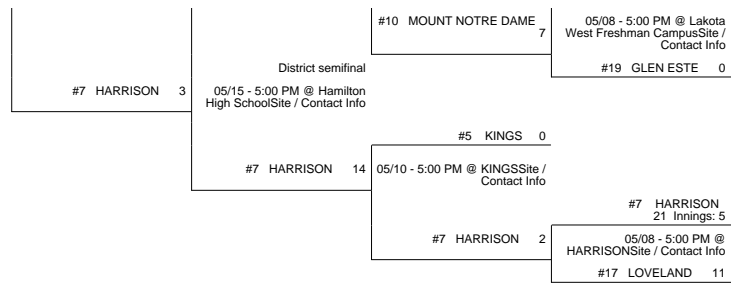 #10 MOUNT NOTRE DAME
7
05/08 - 5:00 PM @ Lakota
West Freshman CampusSite /
Contact Info
#19 GLEN ESTE 0
District semifinal
#7 HARRISON 3
05/15 - 5:00 PM @ Hamilton
High SchoolSite / Contact Info
#5 KINGS 0
#7 HARRISON 14
05/10 - 5:00 PM @ KINGSSite /
Contact Info
#7 HARRISON
21 Innings: 5
#7 HARRISON 2
05/08 - 5:00 PM @
HARRISONSite / Contact Info
#17 LOVELAND 11